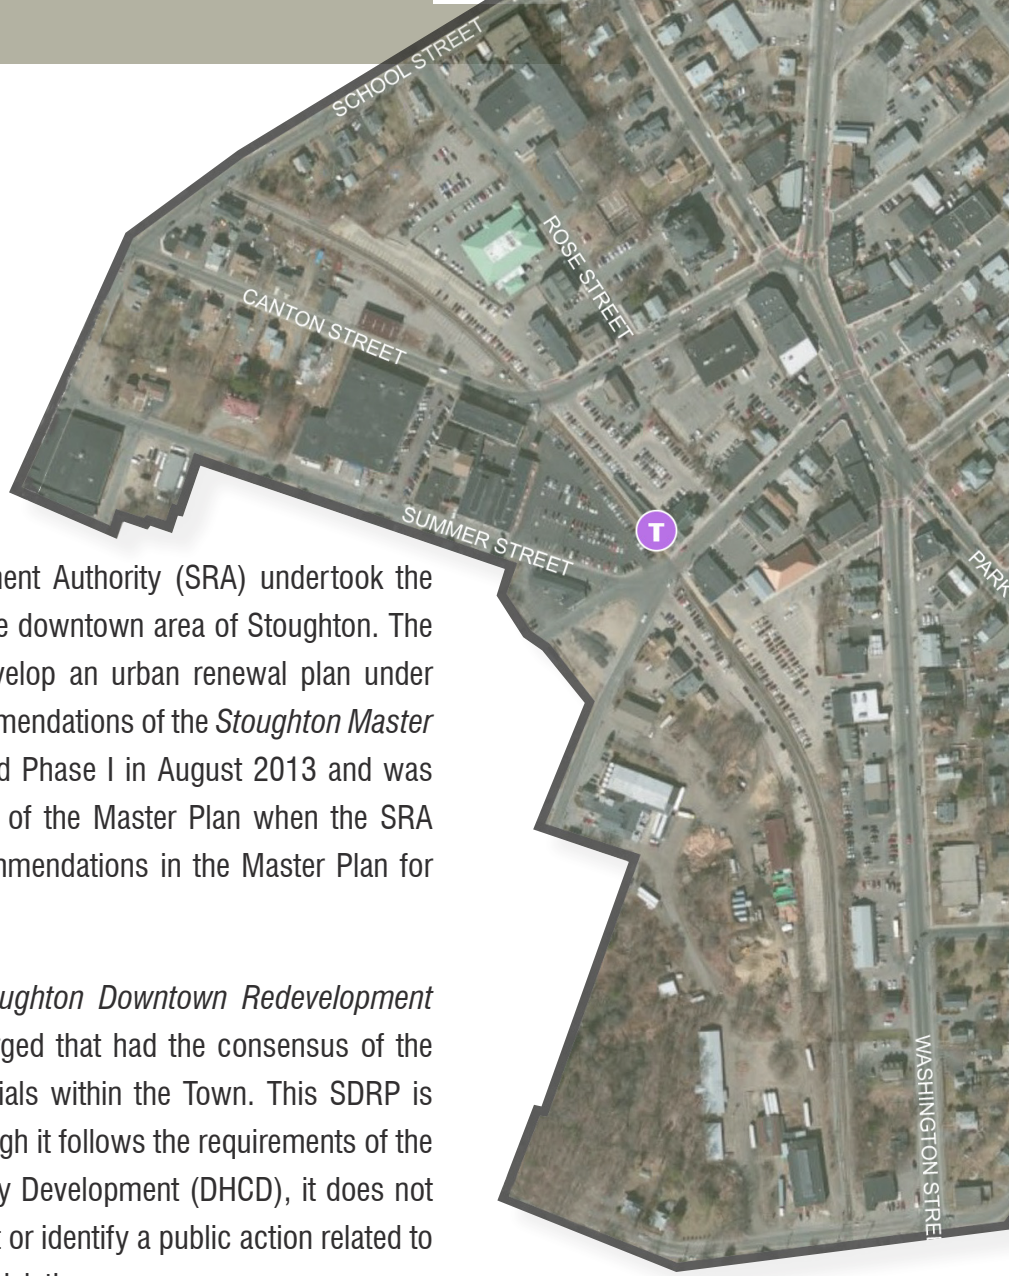 SCHOOL STREET
ROSE STREET
CANTON STREET
SUMMER STREET
T
PARK
WASHINGTON STREE
ment Authority (SRA) undertook the
e downtown area of Stoughton. The
velop an urban renewal plan under
mmendations of the Stoughton Master
d Phase I in August 2013 and was
of the Master Plan when the SRA
mmendations in the Master Plan for
oughton Downtown Redevelopment
rged that had the consensus of the
ials within the Town. This SDRP is
gh it follows the requirements of the
y Development (DHCD), it does not
t or identify a public action related to